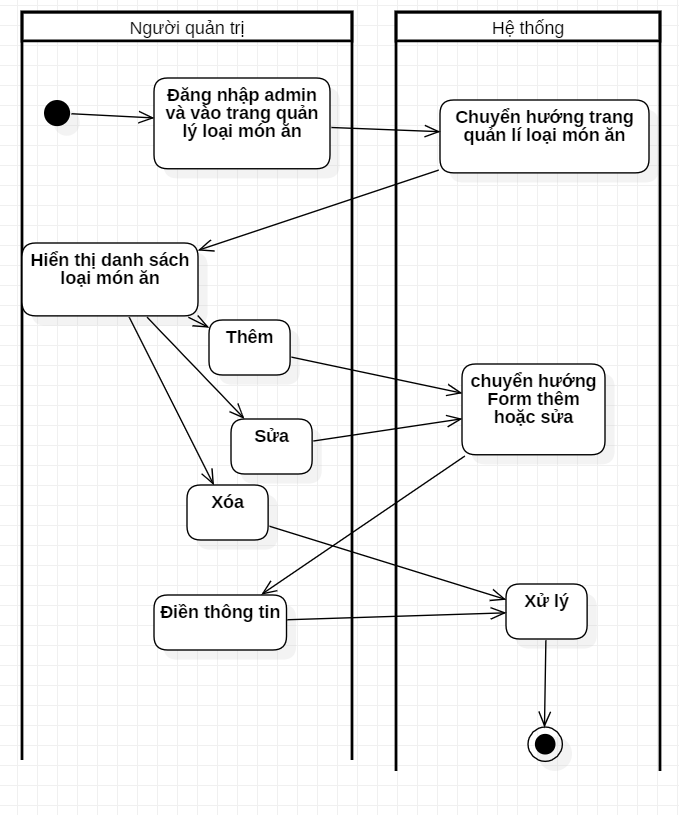 Người quản trị
Hệ thống
Đăng nhập admin
và vào trang quản
lý loại món ăn
Chuyển hướng trang
quản lí loại món ăn
Hiển thị danh sách
loại món ăn
Thêm
chuyển hướng
Form thêm
hoặc sửa
Sửa
Xóa
Điền thông tin
Xử lý